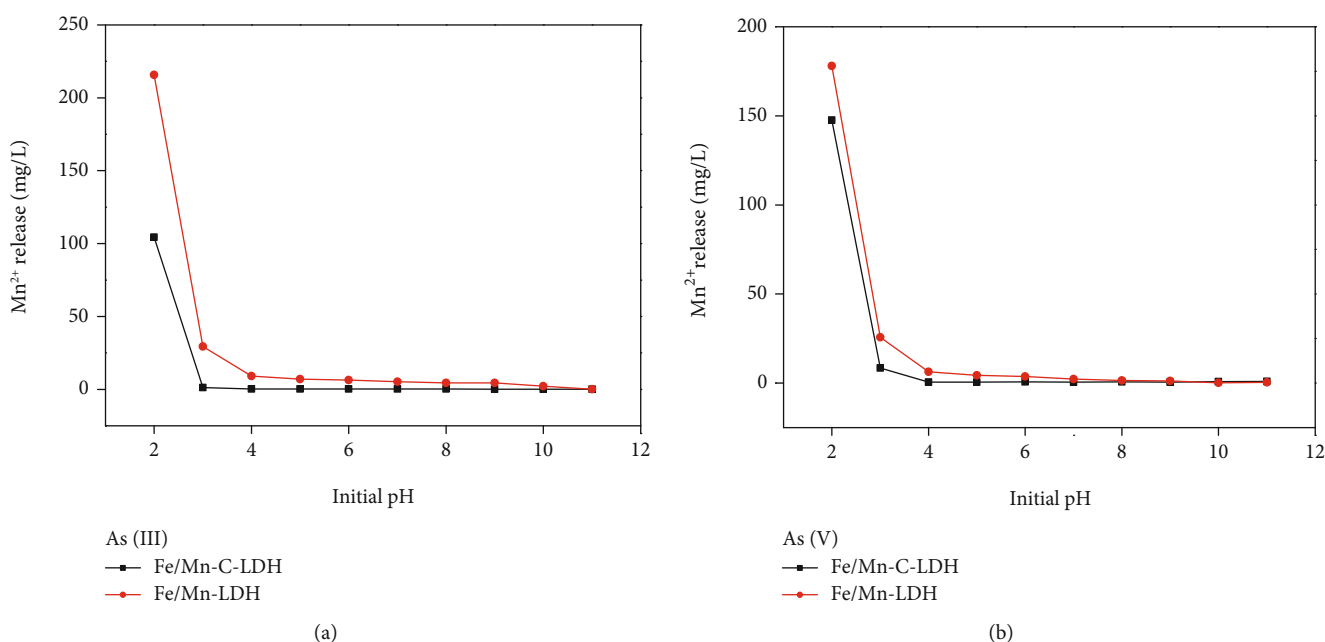 250
200
150
100
50
0
Mn²⁺ release (mg/L)
2 4 6 8 10 12
Initial pH
As (III)
Fe/Mn-C-LDH
Fe/Mn-LDH
(a)
200
150
100
50
0
Mn²⁺ release (mg/L)
2 4 6 8 10 12
Initial pH
As (V)
Fe/Mn-C-LDH
Fe/Mn-LDH
(b)